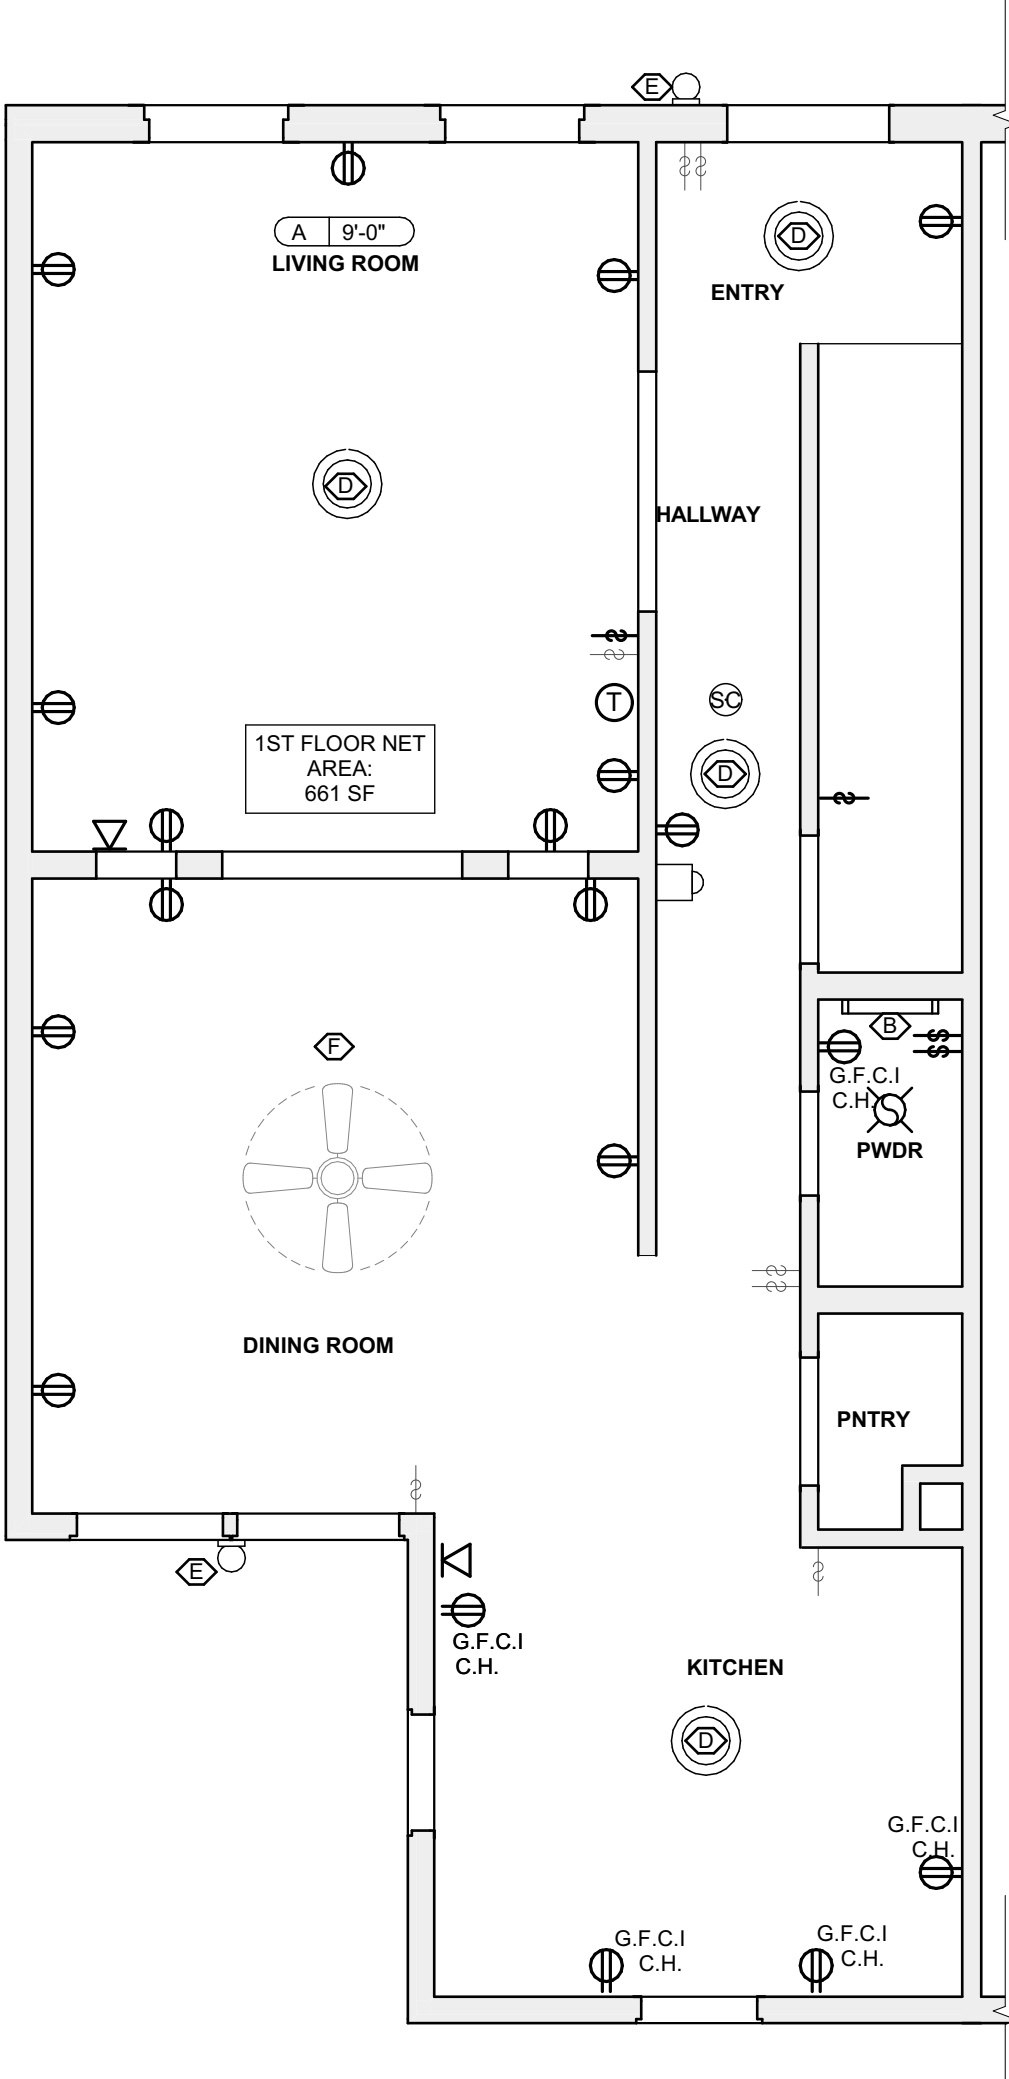 E
A 9'-0"
LIVING ROOM
D
ENTRY
D
HALLWAY
S
S
T
SC
D
1ST FLOOR NET
AREA:
661 SF
S
B
S
S
G.F.C.I
C.H.
PWDR
F
DINING ROOM
PNTRY
E
G.F.C.I
C.H.
KITCHEN
D
G.F.C.I
C.H.
G.F.C.I
C.H.
G.F.C.I
C.H.